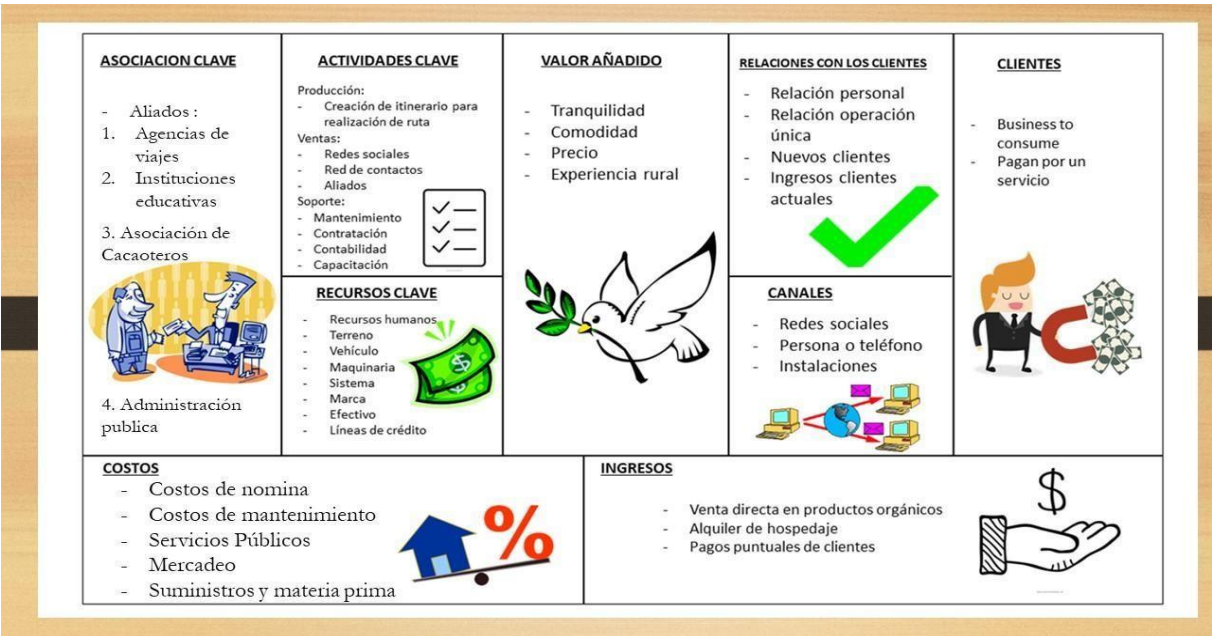 ASOCIACION CLAVE
- Aliados :
1. Agencias de
viajes
2. Instituciones
educativas
3. Asociación de
Cacaoteros
4. Administración
publica
ACTIVIDADES CLAVE
Producción:
- Creación de itinerario para
realización de ruta
Ventas:
- Redes sociales
- Red de contactos
- Aliados
Soporte:
- Mantenimiento
- Contratación
- Contabilidad
- Capacitación
RECURSOS CLAVE
- Recursos humanos
- Terreno
- Vehículo
- Maquinaria
- Sistema
- Marca
- Efectivo
- Líneas de crédito
VALOR AÑADIDO
- Tranquilidad
- Comodidad
- Precio
- Experiencia rural
RELACIONES CON LOS CLIENTES
- Relación personal
- Relación operación
única
- Nuevos clientes
- Ingresos clientes
actuales
CANALES
- Redes sociales
- Persona o teléfono
- Instalaciones
CLIENTES
- Business to
consume
- Pagan por un
servicio
COSTOS
- Costos de nomina
- Costos de mantenimiento
- Servicios Públicos
- Mercadeo
- Suministros y materia prima
%
INGRESOS
- Venta directa en productos orgánicos
- Alquiler de hospedaje
- Pagos puntuales de clientes
$